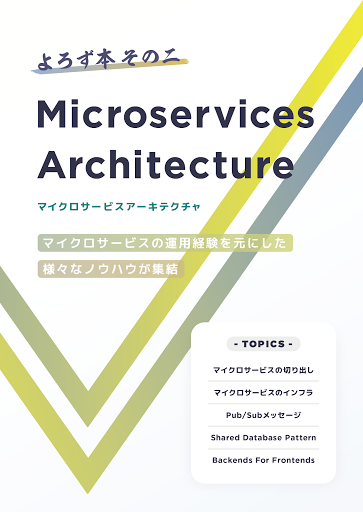 よろず本 その二
Microservices
Architecture
マイクロサービスアーキテクチャ
マイクロサービスの運用経験を元にした
様々なノウハウが集結
- TOPICS -
マイクロサービスの切り出し
マイクロサービスのインフラ
Pub/Subメッセージ
Shared Database Pattern
Backends For Frontends